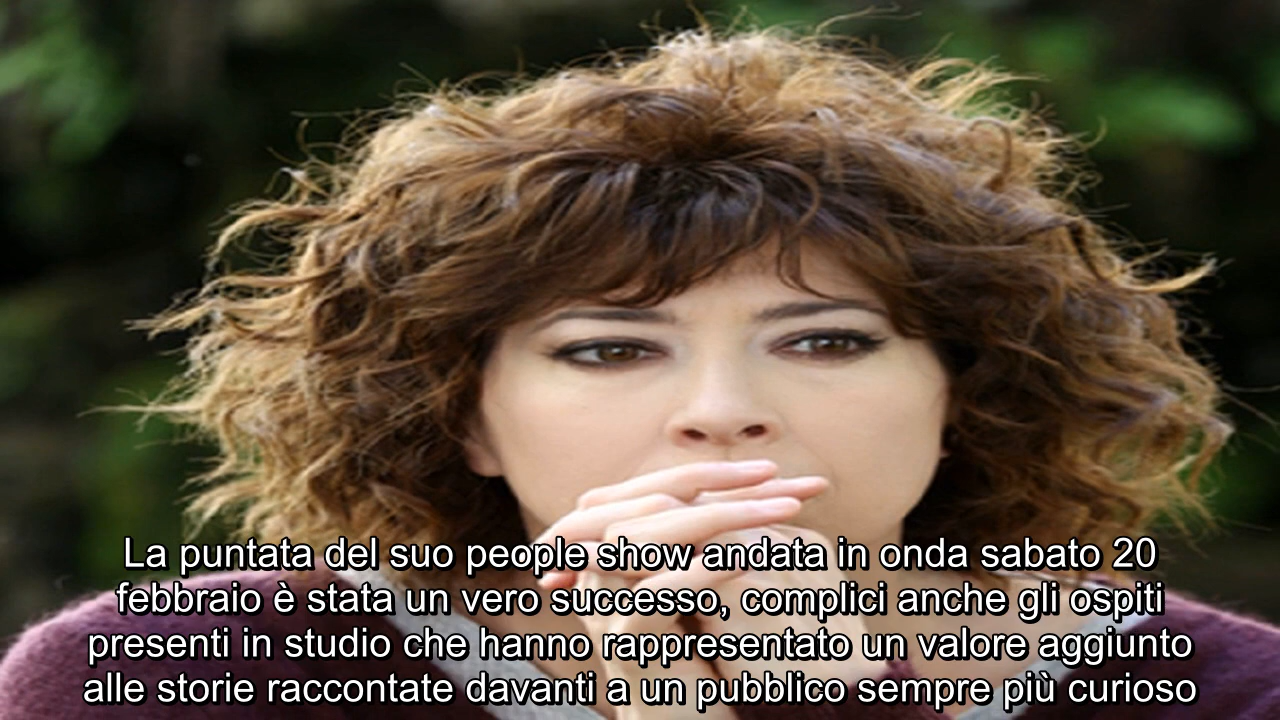 La puntata del suo people show andata in onda sabato 20
febbraio è stata un vero successo, complici anche gli ospiti
presenti in studio che hanno rappresentato un valore aggiunto
alle storie raccontate davanti a un pubblico sempre più curioso